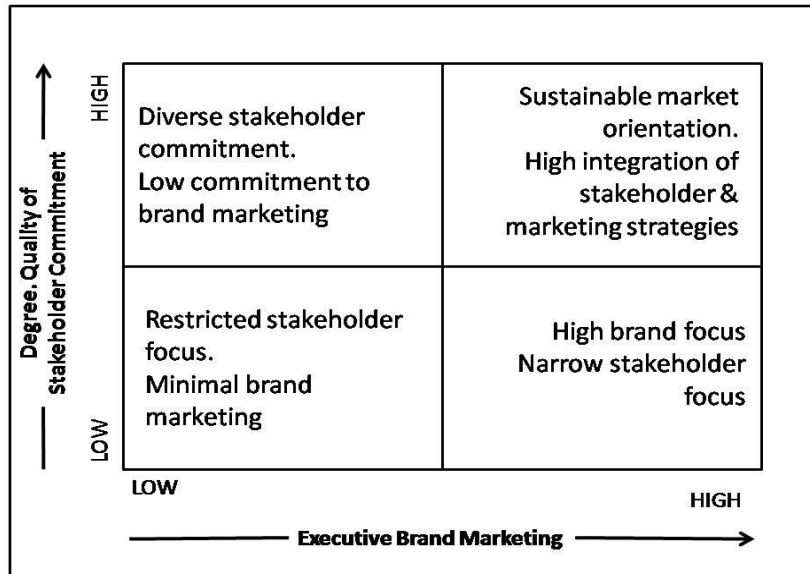 Degree. Quality of
Stakeholder Commitment
HIGH
LOW
Diverse stakeholder
commitment.
Low commitment to
brand marketing
Sustainable market
orientation.
High integration of
stakeholder &
marketing strategies
Restricted stakeholder
focus.
Minimal brand
marketing
High brand focus
Narrow stakeholder
focus
LOW
HIGH
Executive Brand Marketing